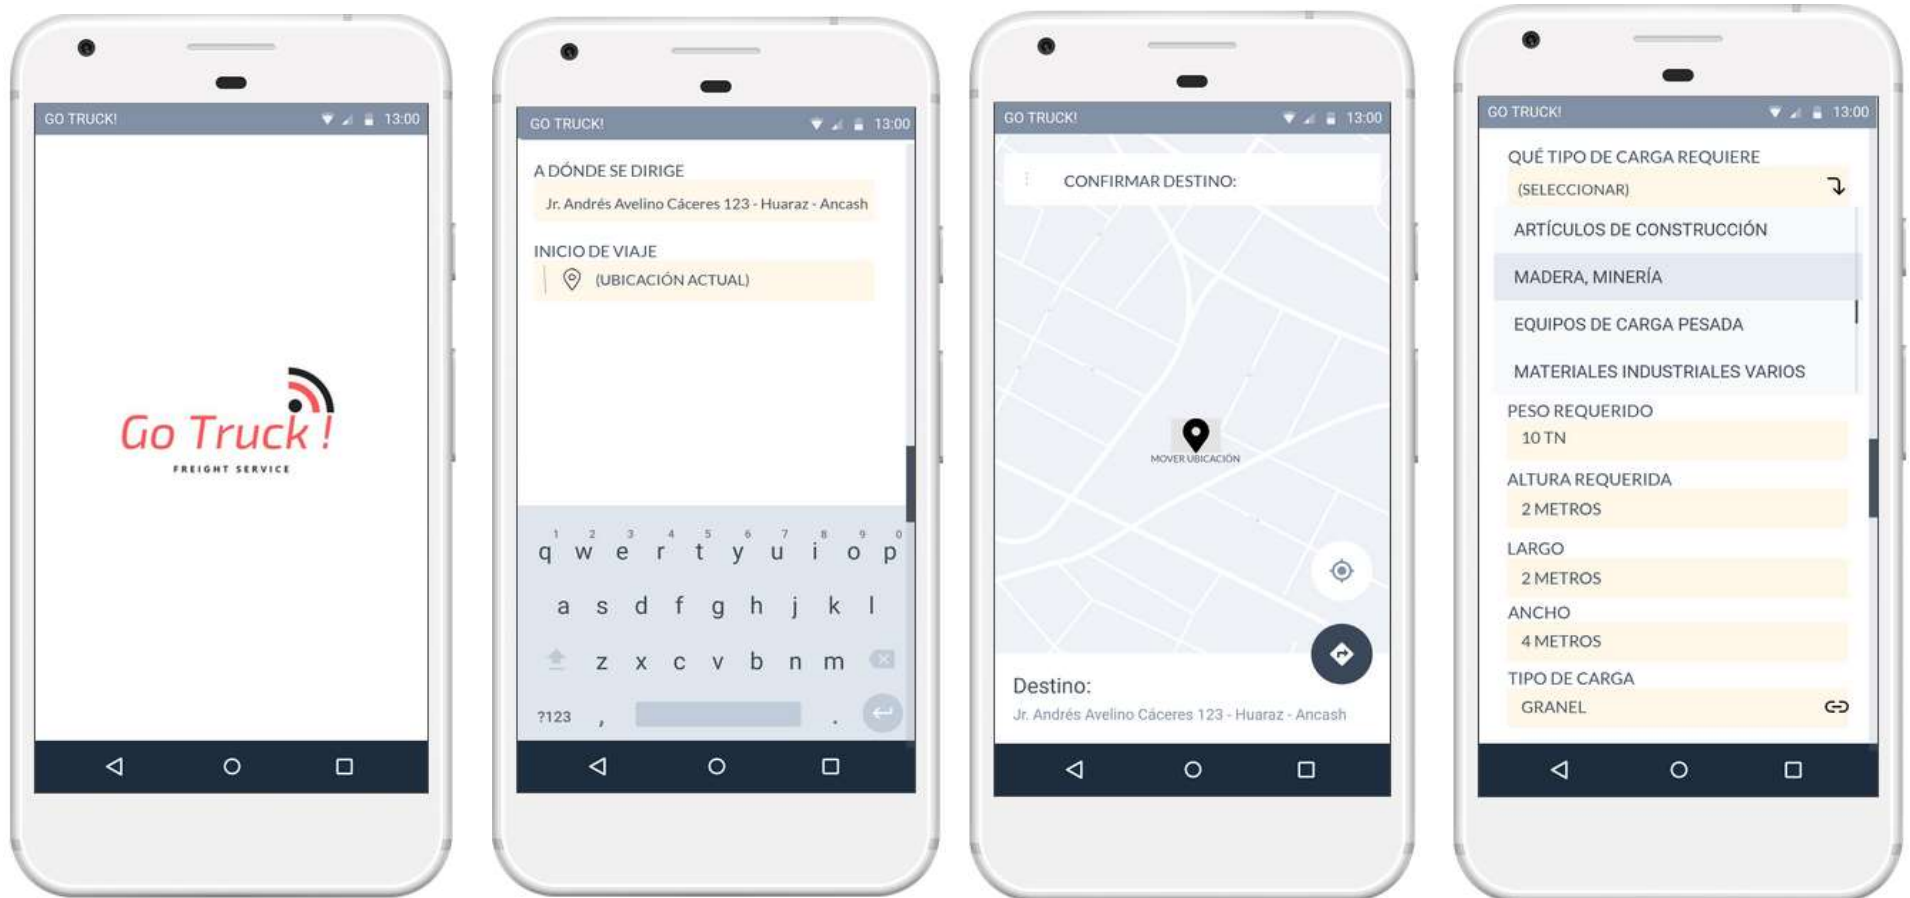 GO TRUCK!
13:00
Go Truck!
FREIGHT SERVICE
GO TRUCK!
13:00
A DÓNDE SE DIRIGE
Jr. Andrés Avelino Cáceres 123 - Huaraz - Ancash
INICIO DE VIAJE
(UBICACIÓN ACTUAL)
1 2 3 4 5 6 7 8 9 0
q w e r t y u i o p
a s d f g h j k l
z x c v b n m
?123 , .
GO TRUCK!
13:00
CONFIRMAR DESTINO:
MOVER UBICACIÓN
Destino:
Jr. Andrés Avelino Cáceres 123 - Huaraz - Ancash
GO TRUCK!
13:00
QUÉ TIPO DE CARGA REQUIERE
(SELECCIONAR)
ARTÍCULOS DE CONSTRUCCIÓN
MADERA, MINERÍA
EQUIPOS DE CARGA PESADA
MATERIALES INDUSTRIALES VARIOS
PESO REQUERIDO
10 TN
ALTURA REQUERIDA
2 METROS
LARGO
2 METROS
ANCHO
4 METROS
TIPO DE CARGA
GRANEL